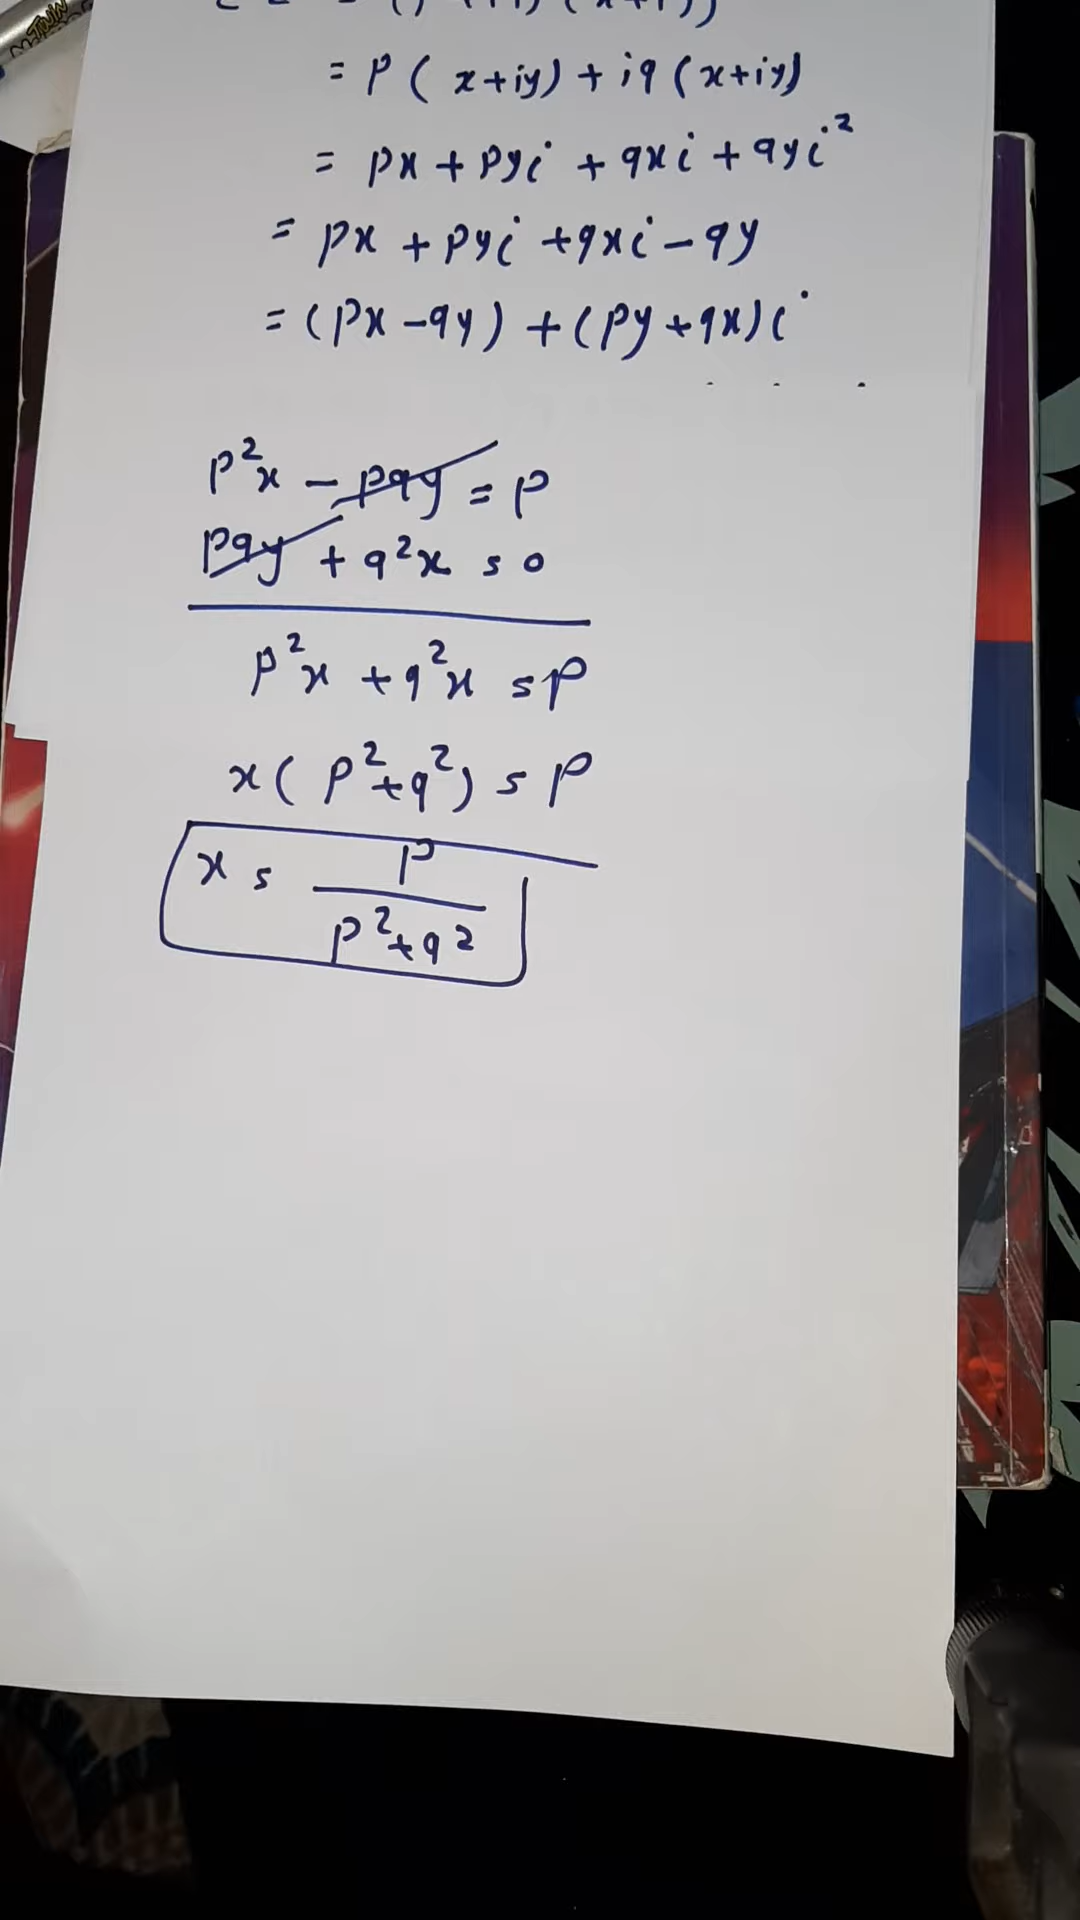 = P ( x+iy) + iq (x+iy)
= px + pyi + qxi + qyi²
= px + pyi + qxi - qy
= (px - qy) + (py + qx) i
p²x - pqy = p
pqy + q²x = 0
p²x + q²x = p
x ( p² + q² ) = p
x = p
p² + q²